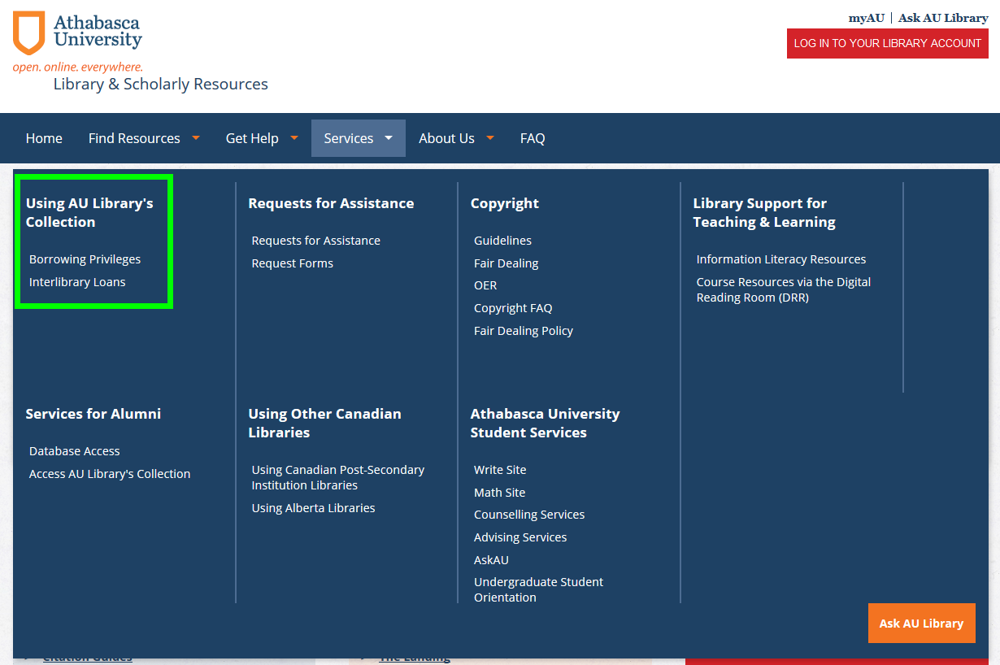 Athabasca
University
open. online. everywhere.
Library & Scholarly Resources
myAU | Ask AU Library
LOG IN TO YOUR LIBRARY ACCOUNT
Home
Find Resources
Get Help
Services
About Us
FAQ
Using AU Library's
Collection
Borrowing Privileges
Interlibrary Loans
Requests for Assistance
Requests for Assistance
Request Forms
Copyright
Guidelines
Fair Dealing
OER
Copyright FAQ
Fair Dealing Policy
Library Support for
Teaching & Learning
Information Literacy Resources
Course Resources via the Digital
Reading Room (DRR)
Services for Alumni
Database Access
Access AU Library's Collection
Using Other Canadian
Libraries
Using Canadian Post-Secondary
Institution Libraries
Using Alberta Libraries
Athabasca University
Student Services
Write Site
Math Site
Counselling Services
Advising Services
AskAU
Undergraduate Student
Orientation
Ask AU Library
Citation Guides
The Landing